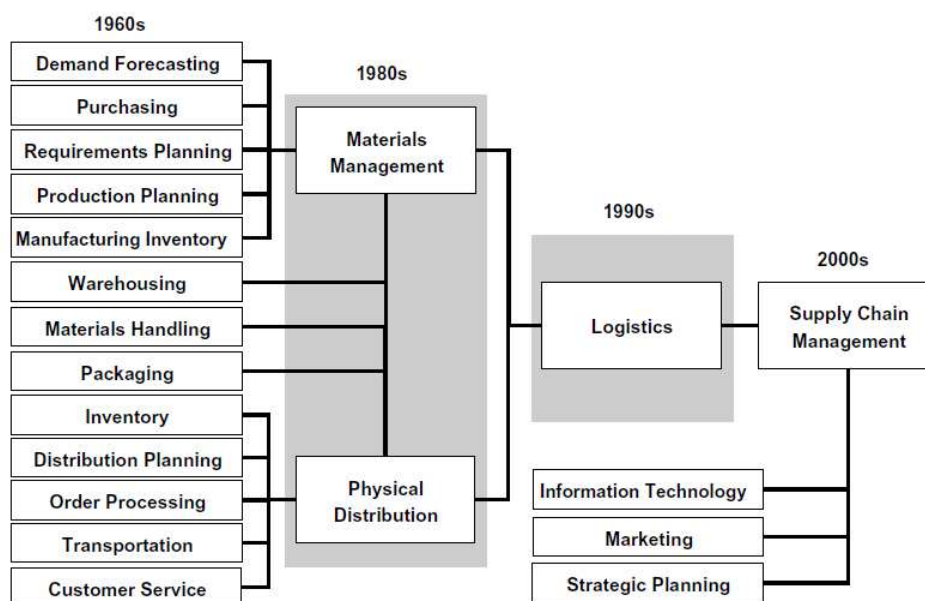 1960s
Demand Forecasting
Purchasing
Requirements Planning
Production Planning
Manufacturing Inventory
Warehousing
Materials Handling
Packaging
Inventory
Distribution Planning
Order Processing
Transportation
Customer Service
1980s
Materials
Management
Physical
Distribution
1990s
Logistics
2000s
Supply Chain
Management
Information Technology
Marketing
Strategic Planning